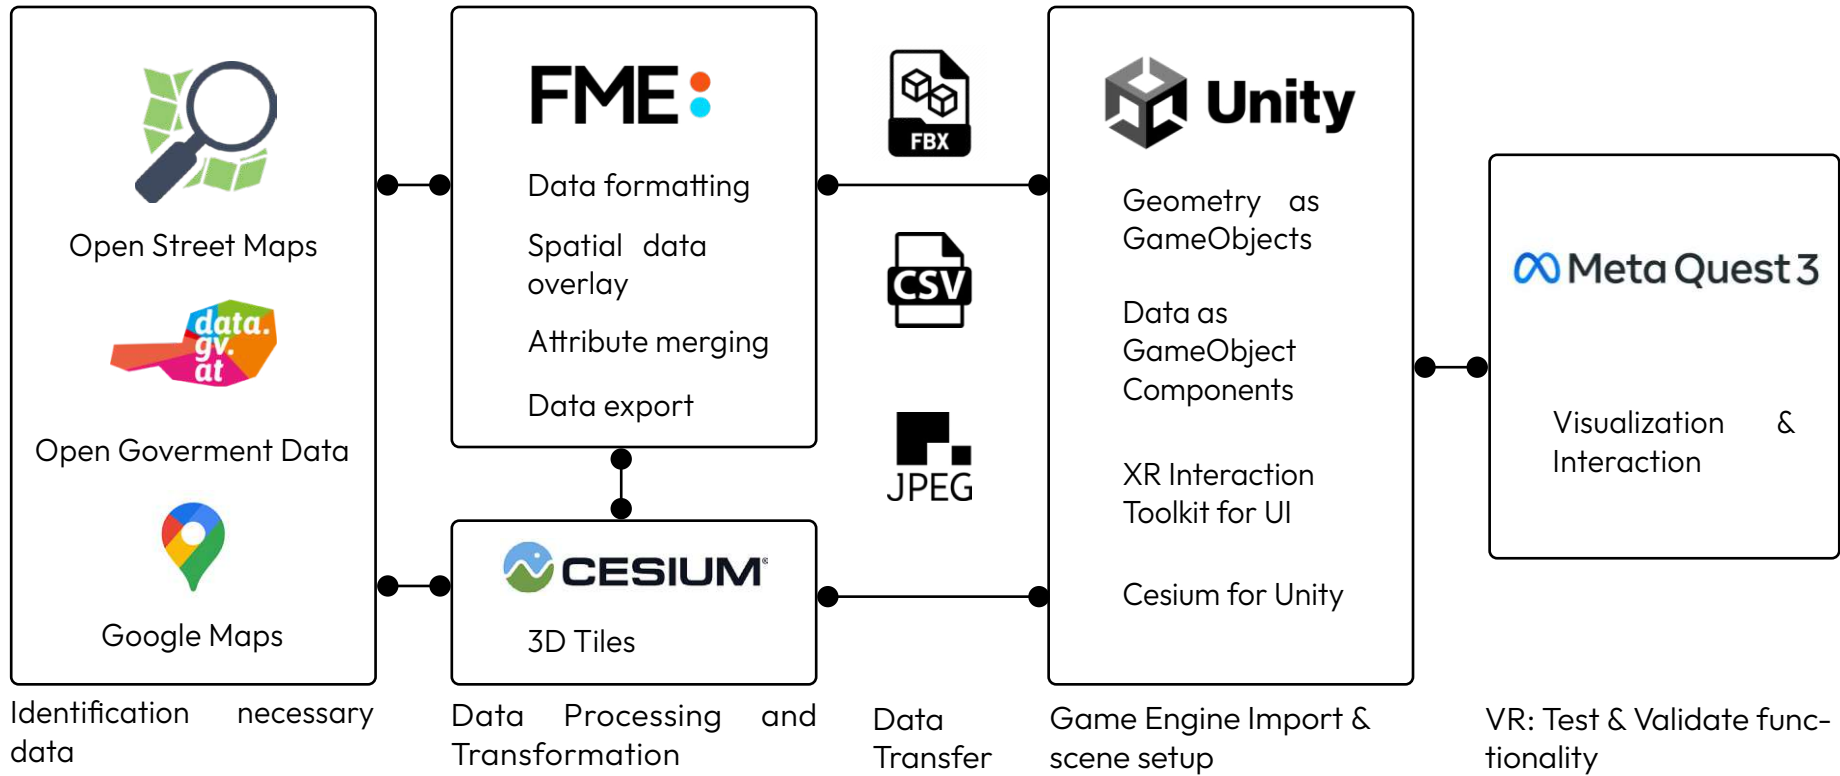 Open Street Maps
data.
gv.
at
Open Goverment Data
Google Maps
Identification necessary
data
FME:
Data formatting
Spatial data
overlay
Attribute merging
Data export
CESIUM®
3D Tiles
Data Processing and
Transformation
FBX
CSV
JPEG
Data
Transfer
Unity
Geometry as
GameObjects
Data as
GameObject
Components
XR Interaction
Toolkit for UI
Cesium for Unity
Game Engine Import &
scene setup
Meta Quest 3
Visualization &
Interaction
VR: Test & Validate func-
tionality